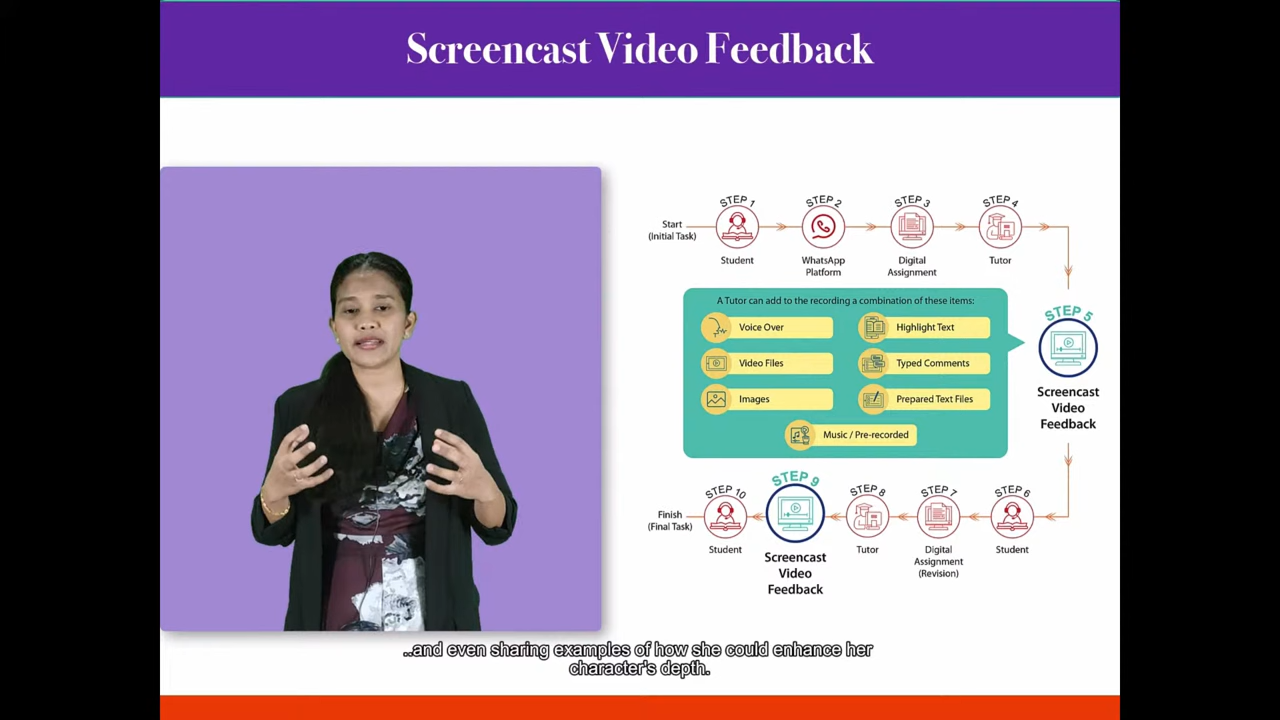 Screencast Video Feedback
STEP 1
STEP 2
STEP 3
STEP 4
Start
(Initial Task)
Student
WhatsApp
Platform
Digital
Assignment
Tutor
A Tutor can add to the recording a combination of these items:
Voice Over
Highlight Text
Video Files
Typed Comments
Images
Prepared Text Files
Music / Pre-recorded
STEP 5
Screencast
Video
Feedback
STEP 10
STEP 9
STEP 8
STEP 7
STEP 6
Finish
(Final Task)
Student
Screencast
Video
Feedback
Tutor
Digital
Assignment
(Revision)
Student
..and even sharing examples of how she could enhance her
character's depth.